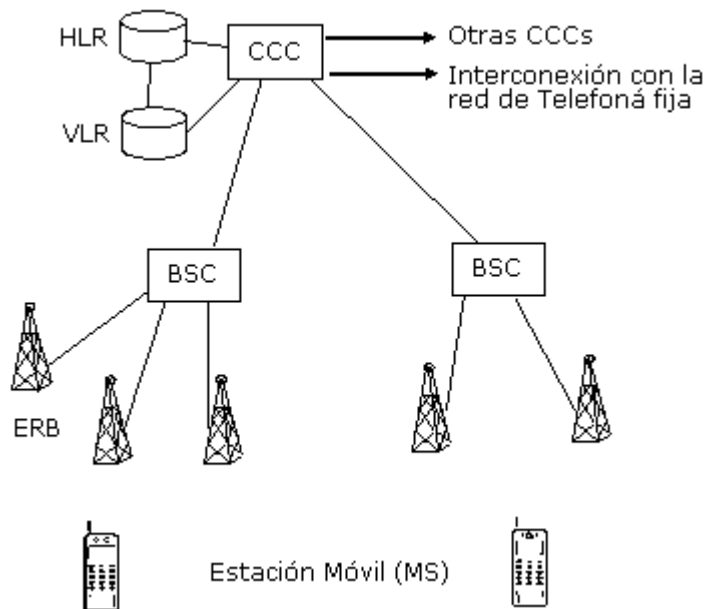 HLR
CCC
Otras CCCs
Interconexión con la
red de Telefoná fija
VLR
BSC
BSC
ERB
Estación Móvil (MS)